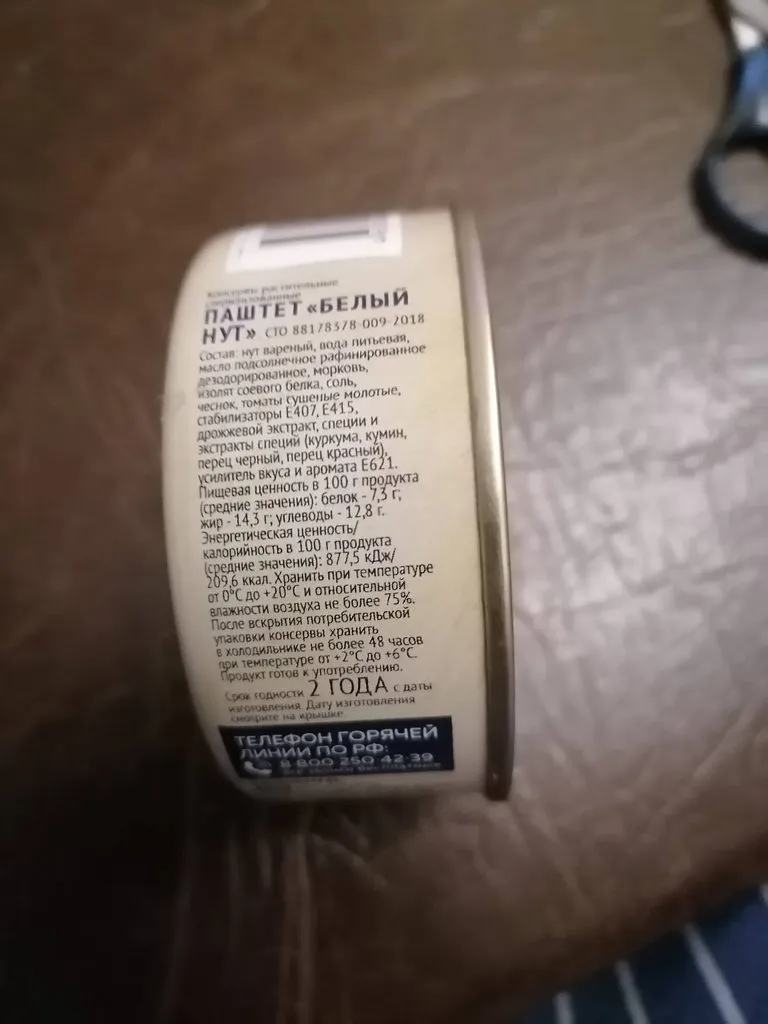 Консервы растительные
стерилизованные
ПАШТЕТ «БЕЛЫЙ
НУТ» СТО 88178378-009-2018
Состав: нут вареный, вода питьевая,
масло подсолнечное рафинированное
дезодорированное, морковь,
изолят соевого белка, соль,
чеснок, томаты сушеные молотые,
стабилизаторы Е407, Е415,
дрожжевой экстракт, специи и
экстракты специй (куркума, кумин,
перец черный, перец красный),
усилитель вкуса и аромата Е621.
Пищевая ценность в 100 г продукта
(средние значения): белок - 7,3 г;
жир - 14,3 г; углеводы - 12,8 г.
Энергетическая ценность/
калорийность в 100 г продукта
(средние значения): 877,5 кДж/
209,6 ккал. Хранить при температуре
от 0°С до +20°С и относительной
влажности воздуха не более 75%.
После вскрытия потребительской
упаковки консервы хранить
в холодильнике не более 48 часов
при температуре от +2°С до +6°С.
Продукт готов к употреблению.
Срок годности 2 ГОДА с даты
изготовления. Дату изготовления
смотрите на крышке
ТЕЛЕФОН ГОРЯЧЕЙ
ЛИНИИ ПО РФ:
8 800 250 42 39